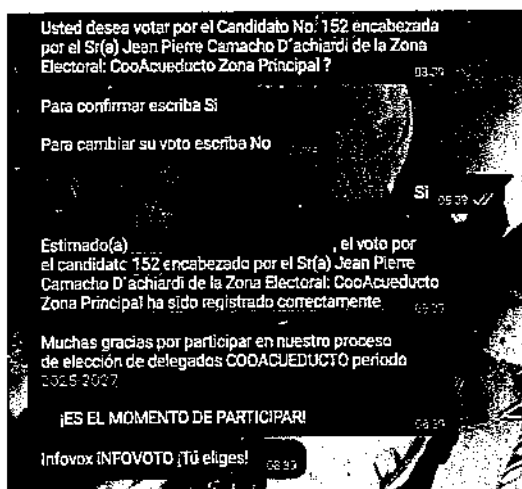 Usted desea votar por el Candidato No. 152 encabezada
por el Sr(a) Jean Pierre Camacho D´achiardi de la Zona
Electoral: CooAcueducto Zona Principal ?
Para confirmar escriba Si
Para cambiar su voto escriba No
Si
Estimado(a) , el voto por
el candidato 152 encabezado por el Sr(a) Jean Pierre
Camacho D´achiardi de la Zona Electoral: CooAcueducto
Zona Principal ha sido registrado correctamente
Muchas gracias por participar en nuestro proceso
de elección de delegados COOACUEDUCTO periodo
2025-2027
¡ES EL MOMENTO DE PARTICIPAR!
Infovox INFOVOTO ¡Tú eliges!